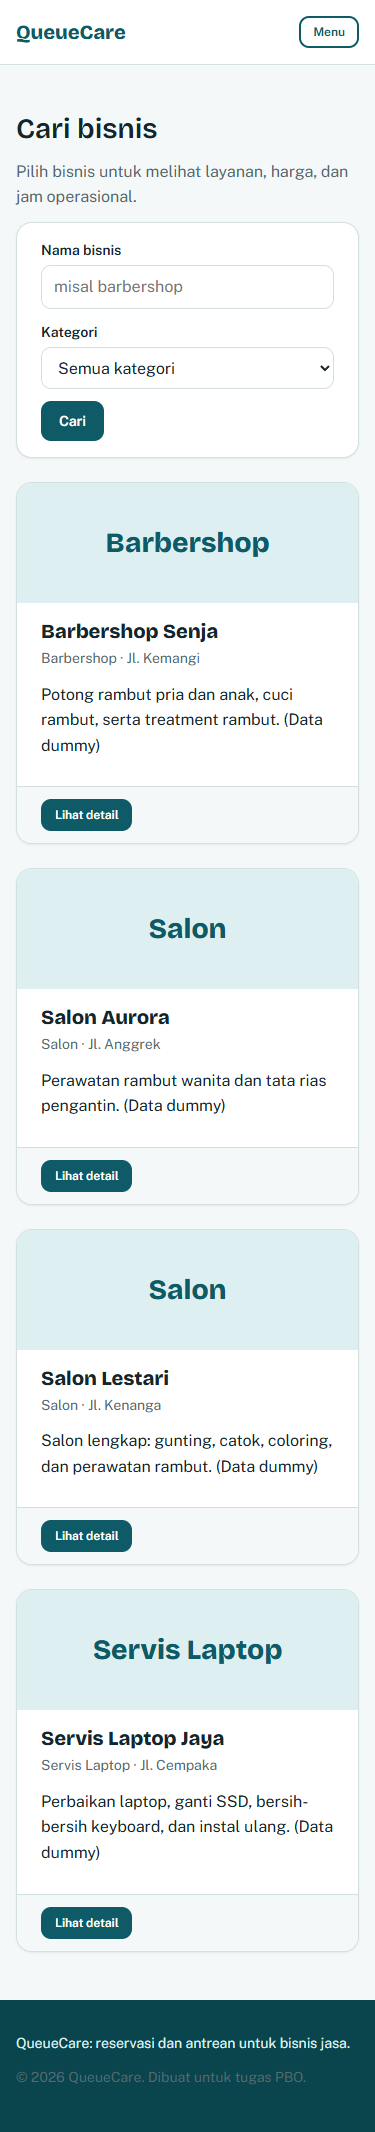 QueueCare
Menu
Cari bisnis
Pilih bisnis untuk melihat layanan, harga, dan
jam operasional.
Nama bisnis
misal barbershop
Kategori
Semua kategori
Cari
Barbershop
Barbershop Senja
Barbershop · Jl. Kemangi
Potong rambut pria dan anak, cuci
rambut, serta treatment rambut. (Data
dummy)
Lihat detail
Salon
Salon Aurora
Salon · Jl. Anggrek
Perawatan rambut wanita dan tata rias
pengantin. (Data dummy)
Lihat detail
Salon
Salon Lestari
Salon · Jl. Kenanga
Salon lengkap: gunting, catok, coloring,
dan perawatan rambut. (Data dummy)
Lihat detail
Servis Laptop
Servis Laptop Jaya
Servis Laptop · Jl. Cempaka
Perbaikan laptop, ganti SSD, bersih-
bersih keyboard, dan instal ulang. (Data
dummy)
Lihat detail
QueueCare: reservasi dan antrean untuk bisnis jasa.
© 2026 QueueCare. Dibuat untuk tugas PBO.